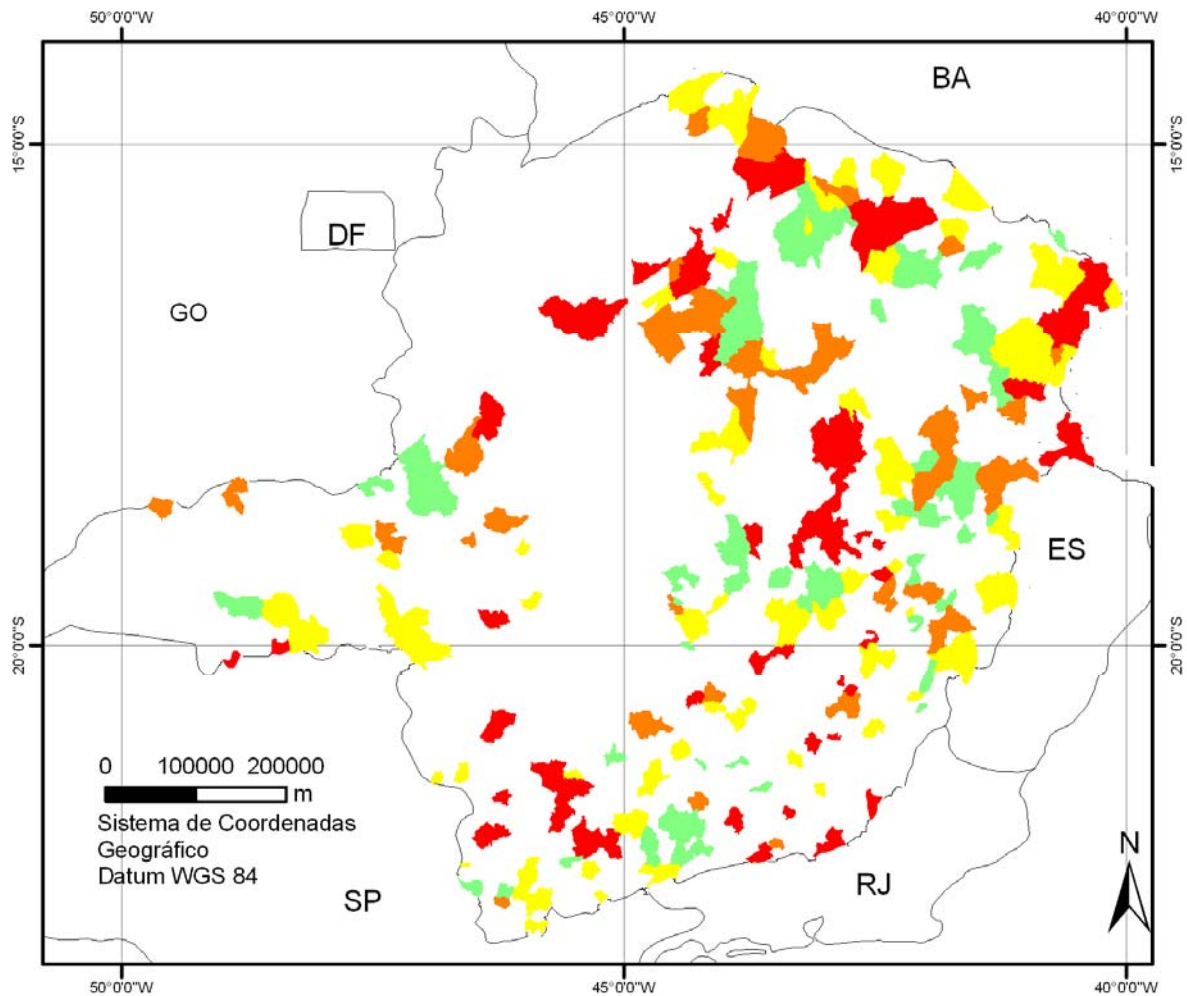 50°0'0"W 45°0'0"W 40°0'0"W
BA
15°0'0"S 15°0'0"S
DF
GO
ES
20°0'0"S 20°0'0"S
0 100000 200000
m
Sistema de Coordenadas
Geográfico
Datum WGS 84
N
RJ
SP
50°0'0"W 45°0'0"W 40°0'0"W